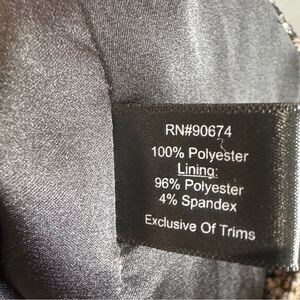 RN#90674
100% Polyester
Lining:
96% Polyester
4% Spandex
Exclusive Of Trims